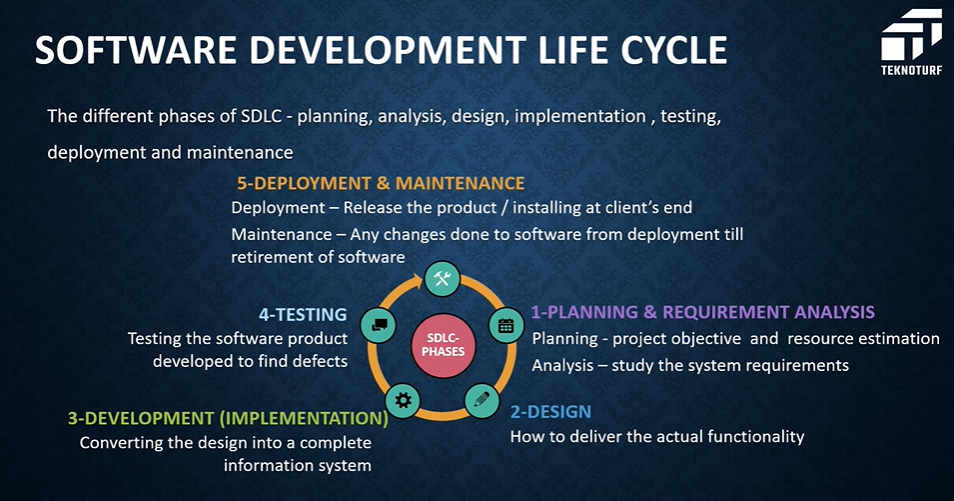 SOFTWARE DEVELOPMENT LIFE CYCLE
TEKNOTURF
The different phases of SDLC - planning, analysis, design, implementation , testing,
deployment and maintenance
5-DEPLOYMENT & MAINTENANCE
Deployment – Release the product / installing at client's end
Maintenance – Any changes done to software from deployment till
retirement of software
4-TESTING
Testing the software product
developed to find defects
SDLC-
PHASES
1-PLANNING & REQUIREMENT ANALYSIS
Planning - project objective and resource estimation
Analysis – study the system requirements
3-DEVELOPMENT (IMPLEMENTATION)
Converting the design into a complete
information system
2-DESIGN
How to deliver the actual functionality